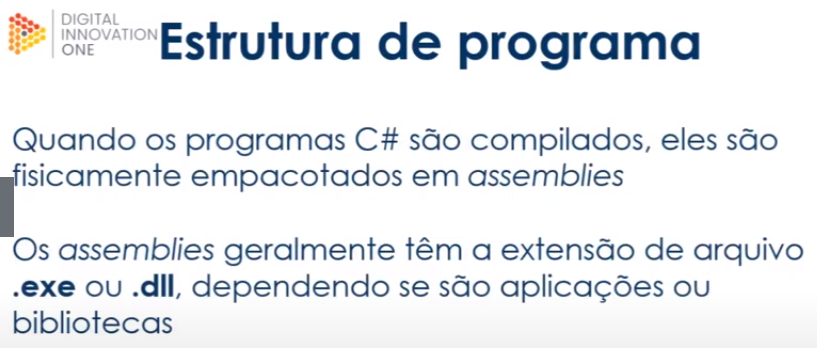 DIGITAL
INNOVATION
ONE
Estrutura de programa
Quando os programas C# são compilados, eles são
fisicamente empacotados em assemblies
Os assemblies geralmente têm a extensão de arquivo
.exe ou .dll, dependendo se são aplicações ou
bibliotecas